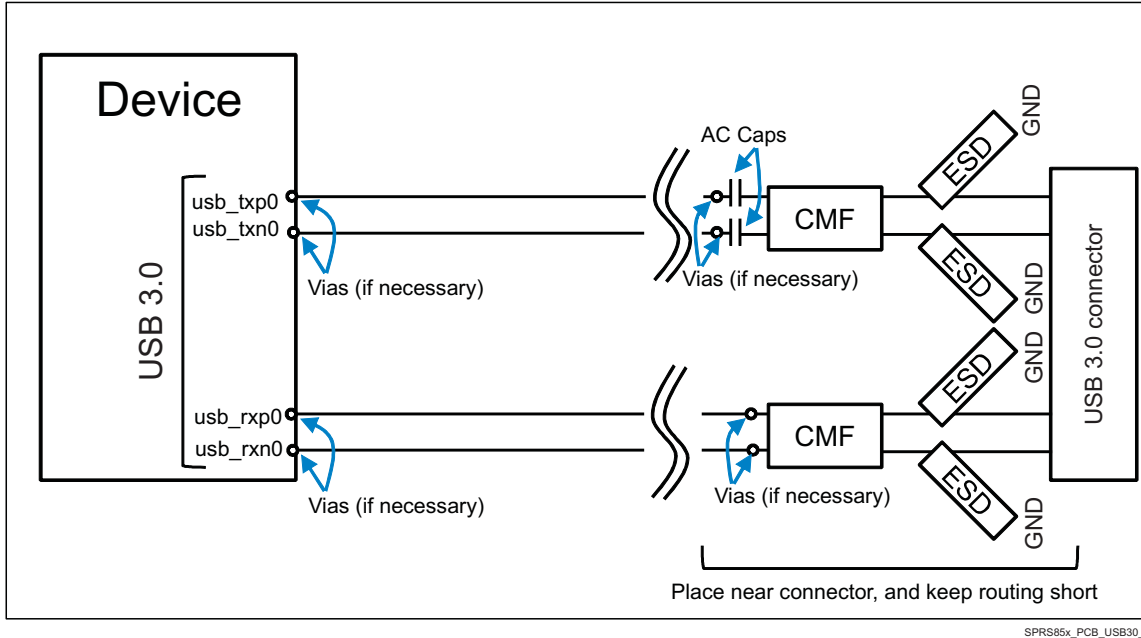 Device
USB 3.0
usb_txp0
usb_txn0
Vias (if necessary)
usb_rxp0
usb_rxn0
Vias (if necessary)
AC Caps
Vias (if necessary)
CMF
ESD
GND
ESD
GND
Vias (if necessary)
CMF
ESD
GND
ESD
GND
USB 3.0 connector
Place near connector, and keep routing short
SPRS85x_PCB_USB30_